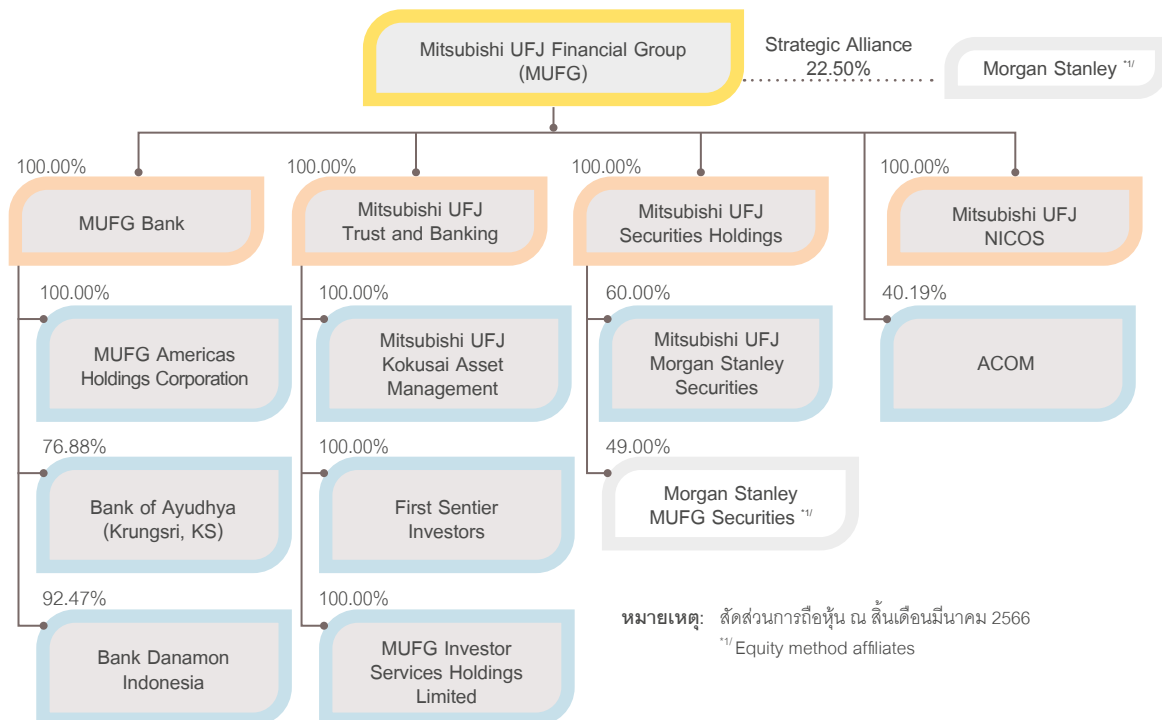 Mitsubishi UFJ Financial Group
(MUFG)
Strategic Alliance
22.50%
Morgan Stanley *1/
100.00%
MUFG Bank
100.00%
Mitsubishi UFJ
Trust and Banking
100.00%
Mitsubishi UFJ
Securities Holdings
100.00%
Mitsubishi UFJ
NICOS
100.00%
MUFG Americas
Holdings Corporation
100.00%
Mitsubishi UFJ
Kokusai Asset
Management
60.00%
Mitsubishi UFJ
Morgan Stanley
Securities
40.19%
ACOM
76.88%
Bank of Ayudhya
(Krungsri, KS)
100.00%
First Sentier
Investors
49.00%
Morgan Stanley
MUFG Securities *1/
92.47%
Bank Danamon
Indonesia
100.00%
MUFG Investor
Services Holdings
Limited
หมายเหตุ: สัดส่วนการถือหุ้น ณ สิ้นเดือนมีนาคม 2566
*1/ Equity method affiliates